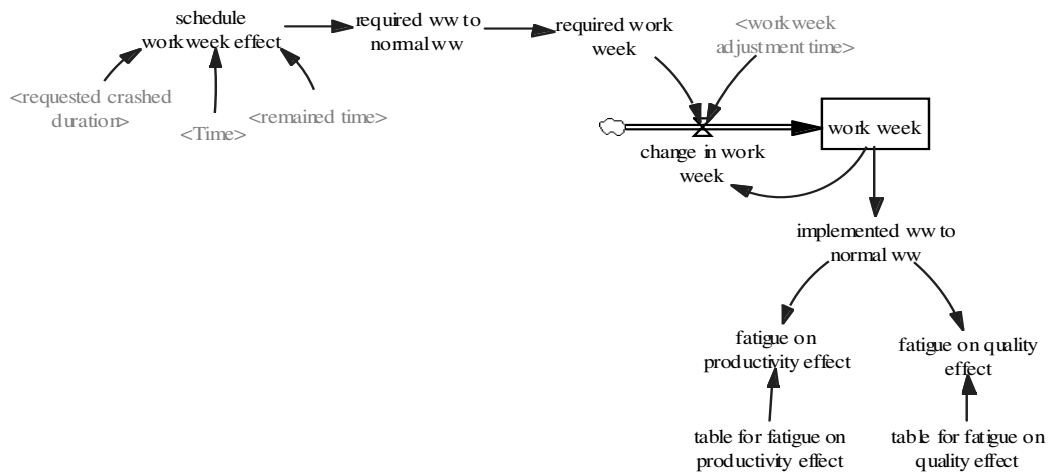 schedule
workweek effect
required ww to
normal ww
required work
week
<workweek
adjustment time>
<requested crashed
duration>
<Time>
<remained time>
work week
change in work
week
implemented ww to
normal ww
fatigue on
productivity effect
fatigue on quality
effect
table for fatigue on
productivity effect
table for fatigue on
quality effect